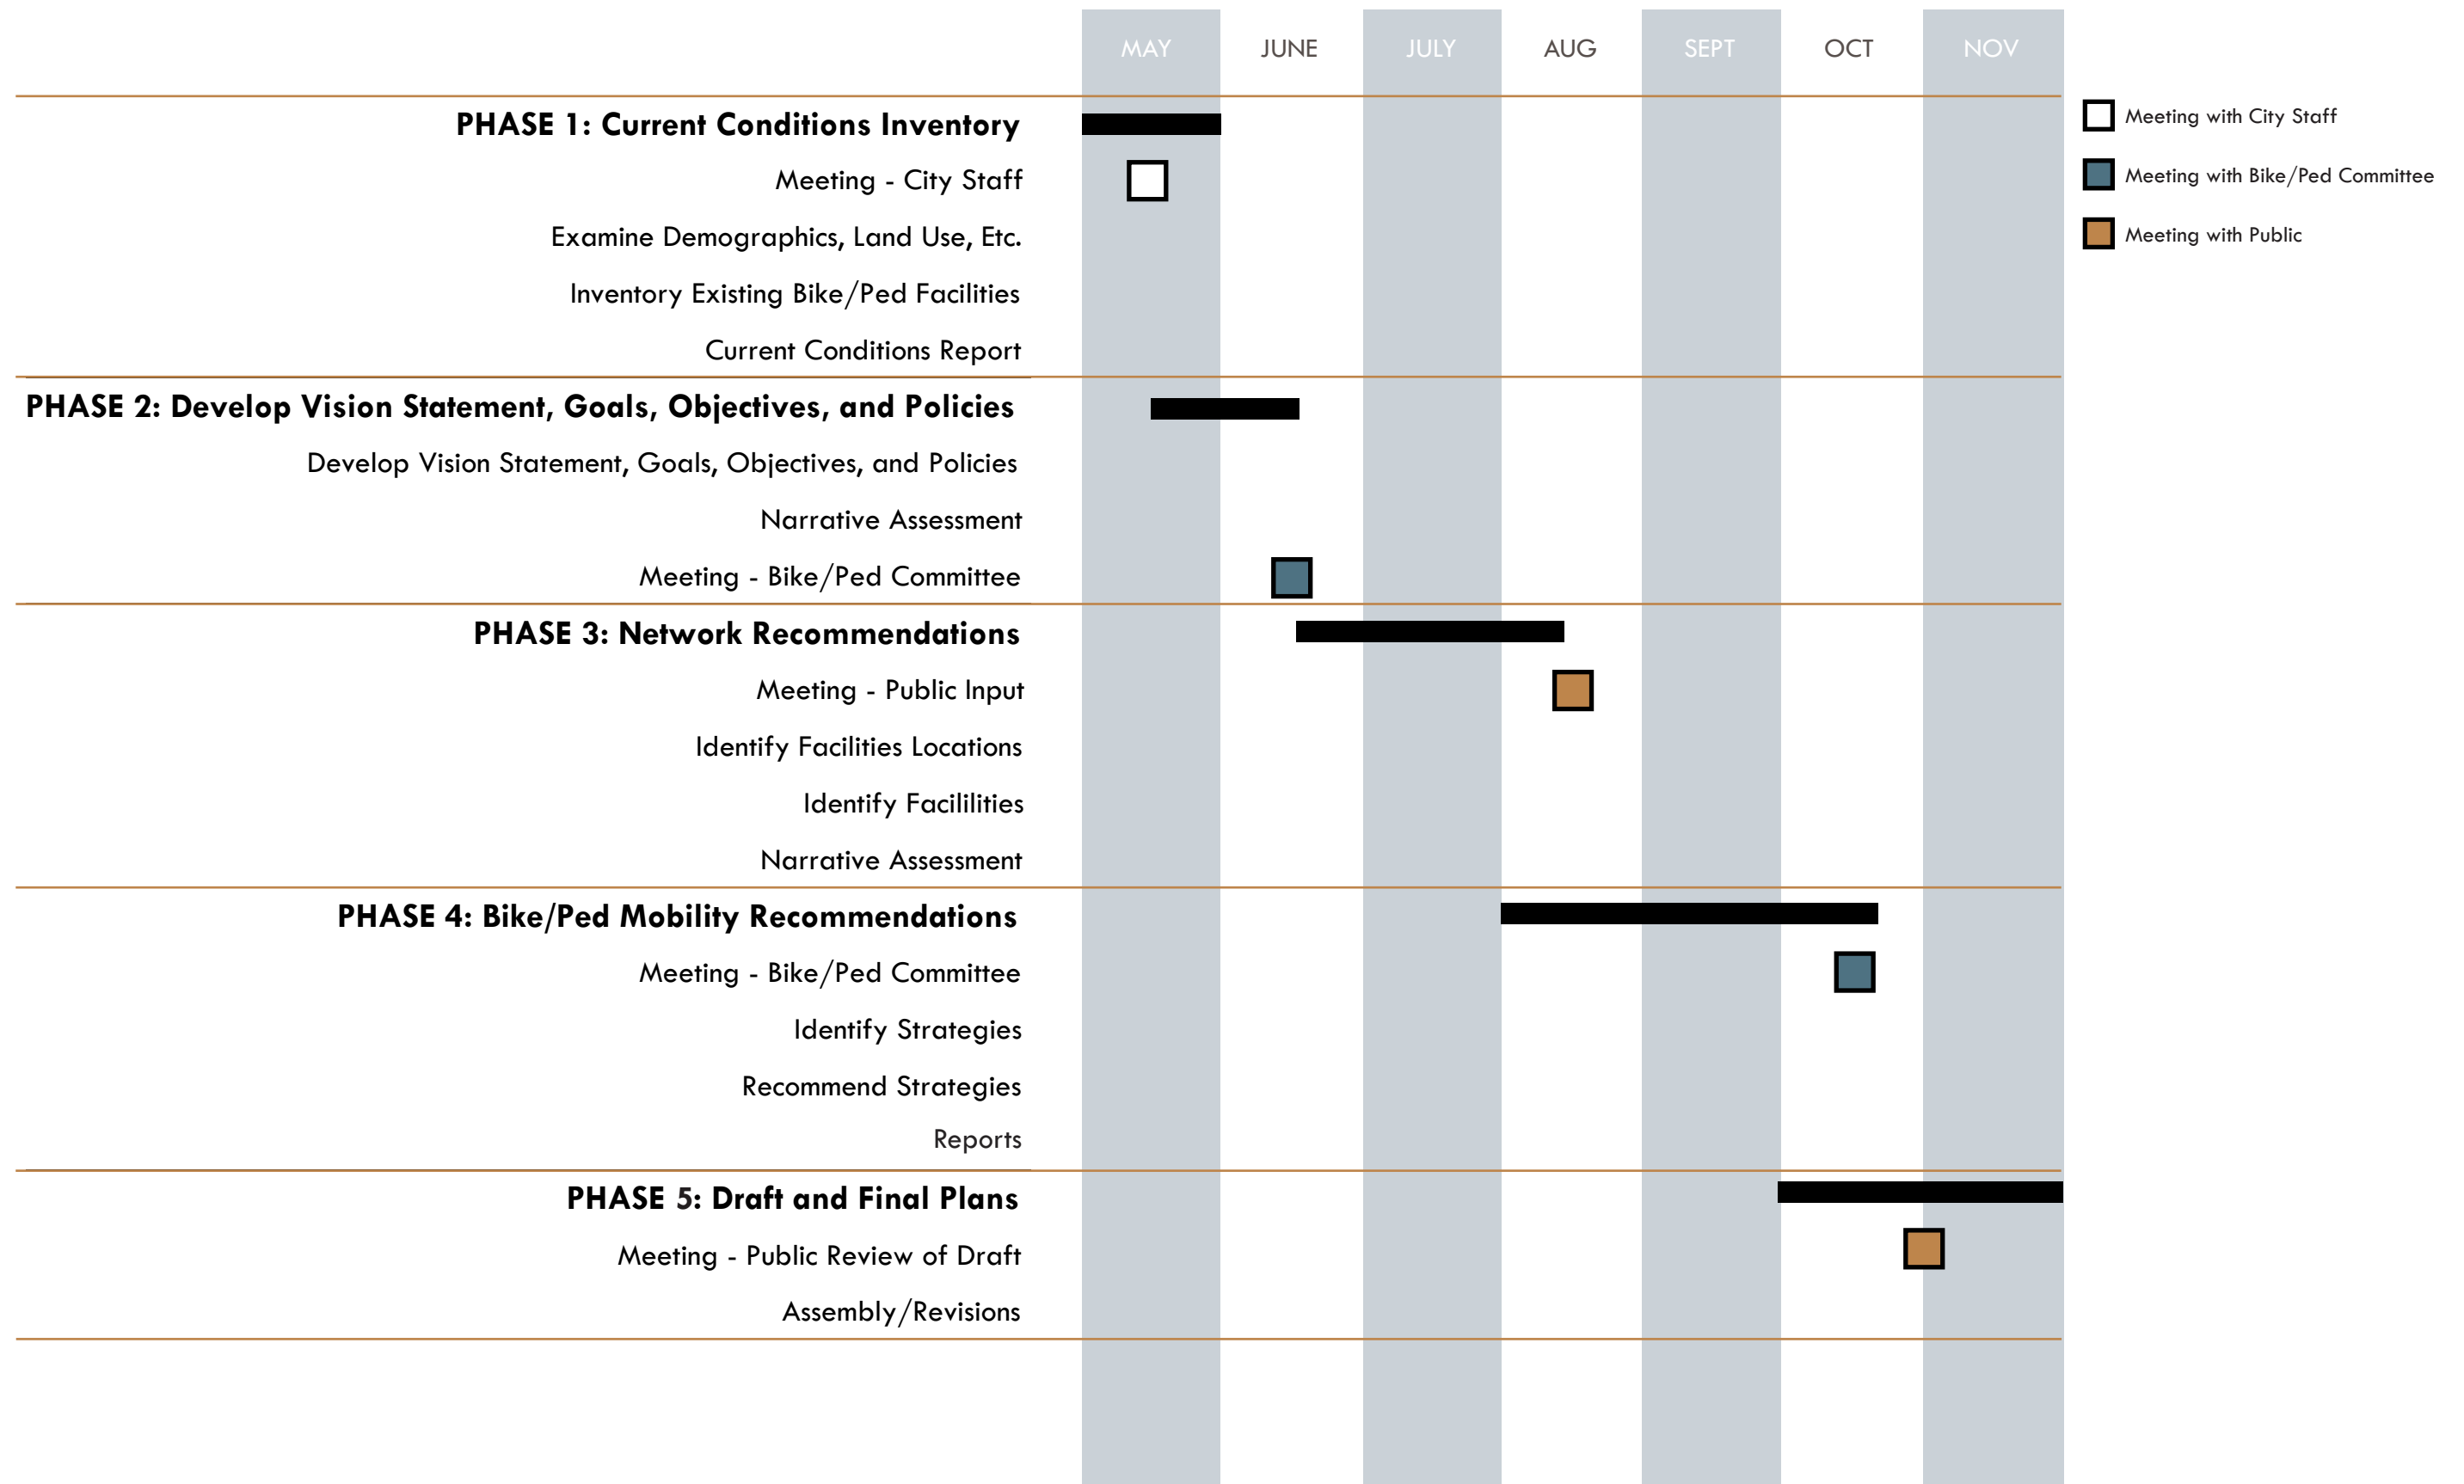 MAY JUNE JULY AUG SEPT OCT NOV
PHASE 1: Current Conditions Inventory
Meeting - City Staff
Examine Demographics, Land Use, Etc.
Inventory Existing Bike/Ped Facilities
Current Conditions Report
PHASE 2: Develop Vision Statement, Goals, Objectives, and Policies
Develop Vision Statement, Goals, Objectives, and Policies
Narrative Assessment
Meeting - Bike/Ped Committee
PHASE 3: Network Recommendations
Meeting - Public Input
Identify Facilities Locations
Identify Facililities
Narrative Assessment
PHASE 4: Bike/Ped Mobility Recommendations
Meeting - Bike/Ped Committee
Identify Strategies
Recommend Strategies
Reports
PHASE 5: Draft and Final Plans
Meeting - Public Review of Draft
Assembly/Revisions
Meeting with City Staff
Meeting with Bike/Ped Committee
Meeting with Public